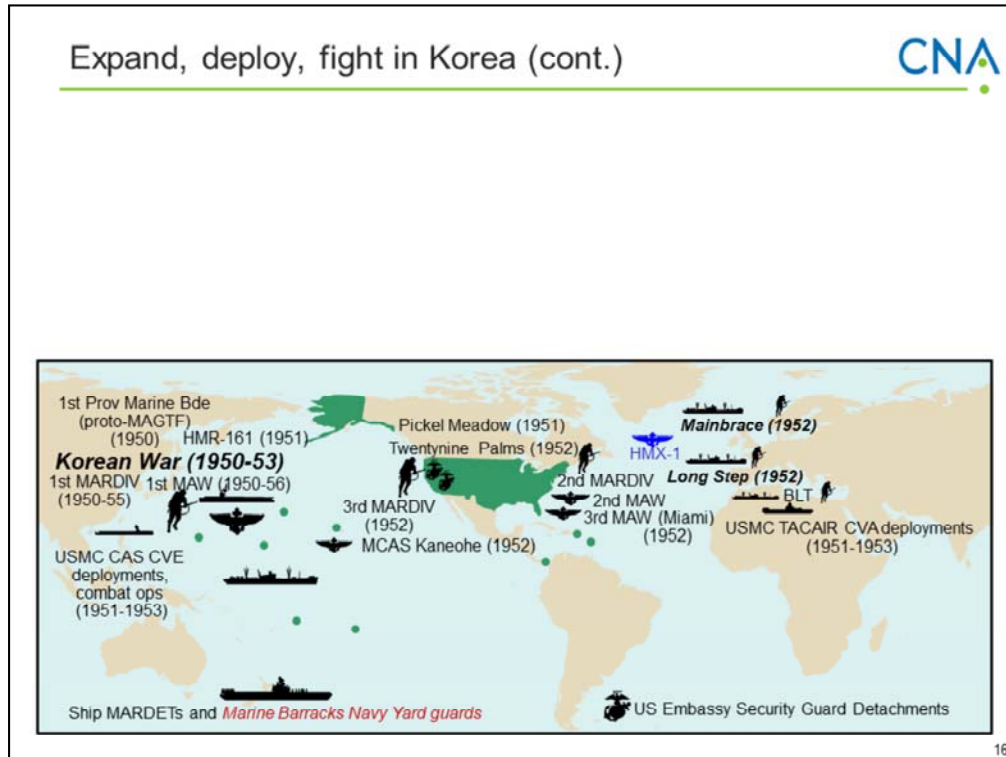 Expand, deploy, fight in Korea (cont.)
CNA
1st Prov Marine Bde
(proto-MAGTF)
(1950)
HMR-161 (1951)
Korean War (1950-53)
1st MARDIV
(1950-55)
1st MAW (1950-56)
USMC CAS CVE
deployments,
combat ops
(1951-1953)
Pickel Meadow (1951)
Twentynine Palms (1952)
3rd MARDIV
(1952)
MCAS Kaneohe (1952)
2nd MARDIV
2nd MAW
3rd MAW (Miami)
(1952)
HMX-1
Mainbrace (1952)
Long Step (1952)
BLT
USMC TACAIR CVA deployments
(1951-1953)
Ship MARDETs and Marine Barracks Navy Yard guards
US Embassy Security Guard Detachments
16